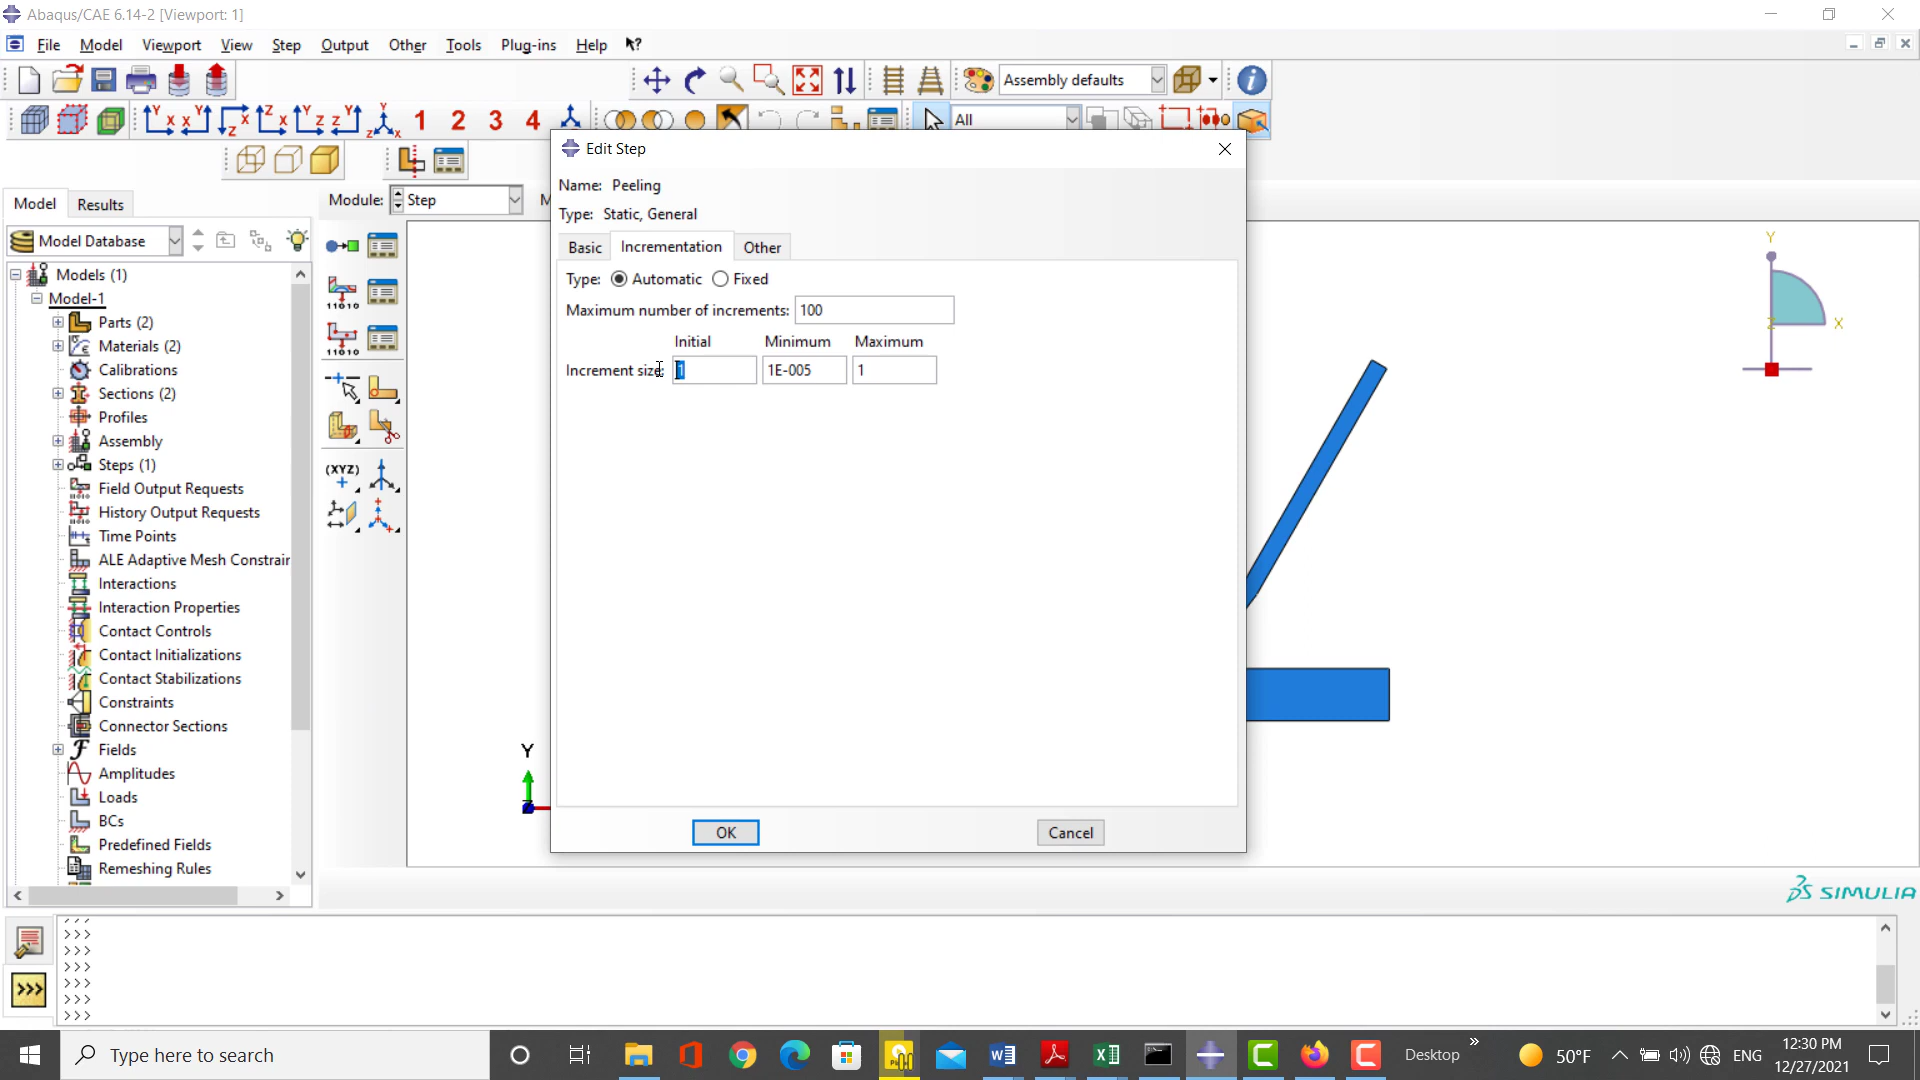 Abaqus/CAE 6.14-2 [Viewport: 1]
File Model Viewport View Step Output Other Tools Plug-ins Help
Assembly defaults
1 2 3 4
All
Edit Step
Name: Peeling
Type: Static, General
Basic Incrementation Other
Type: Automatic Fixed
Maximum number of increments: 100
Initial Minimum Maximum
Increment size: 1 1E-005 1
OK Cancel
Model Results
Module: Step
Model Database
Models (1)
Model-1
Parts (2)
Materials (2)
Calibrations
Sections (2)
Profiles
Assembly
Steps (1)
Field Output Requests
History Output Requests
Time Points
ALE Adaptive Mesh Constrain
Interactions
Interaction Properties
Contact Controls
Contact Initializations
Contact Stabilizations
Constraints
Connector Sections
Fields
Amplitudes
Loads
BCs
Predefined Fields
Remeshing Rules
(XYZ)
Y
Y
X
Z
SIMULIA
>>>
>>>
>>>
>>>
>>>
>>>
Type here to search
Desktop
50°F
ENG
12:30 PM
12/27/2021